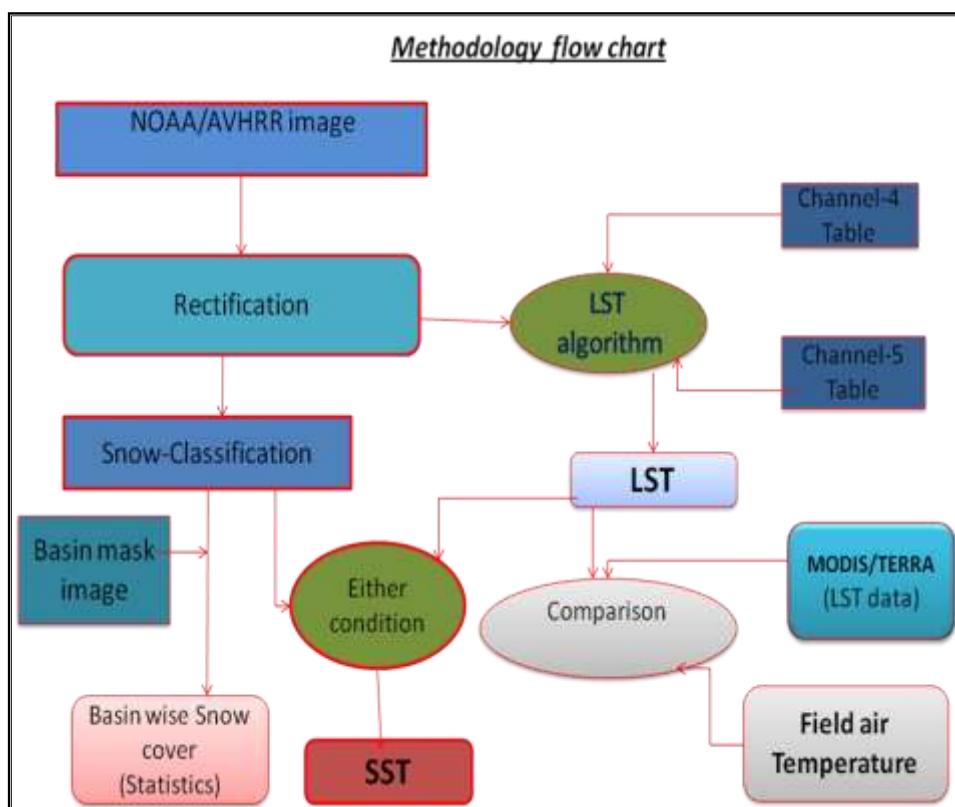 Methodology flow chart
NOAA/AVHRR image
Channel-4
Table
Rectification
LST
algorithm
Channel-5
Table
Snow-Classification
LST
Basin mask
image
Either
condition
Comparison
MODIS/TERRA
(LST data)
Basin wise Snow
cover
(Statistics)
SST
Field air
Temperature